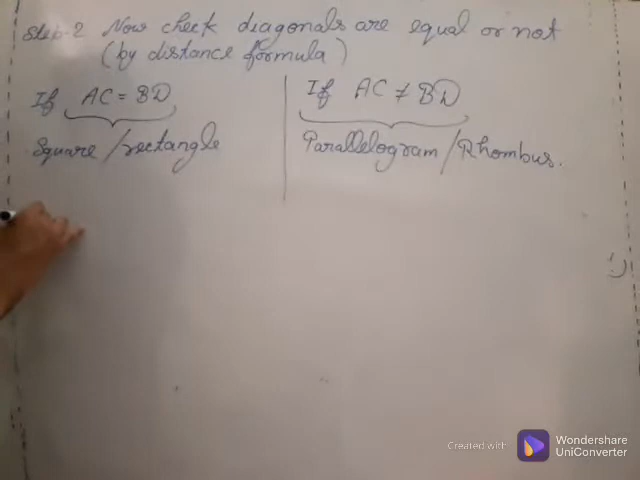 Step-2 Now check diagonals are equal or not
(by distance formula)
If AC = BD
Square/rectangle
If AC ≠ BD
Parallelogram/Rhombus.
Created with
Wondershare
UniConverter